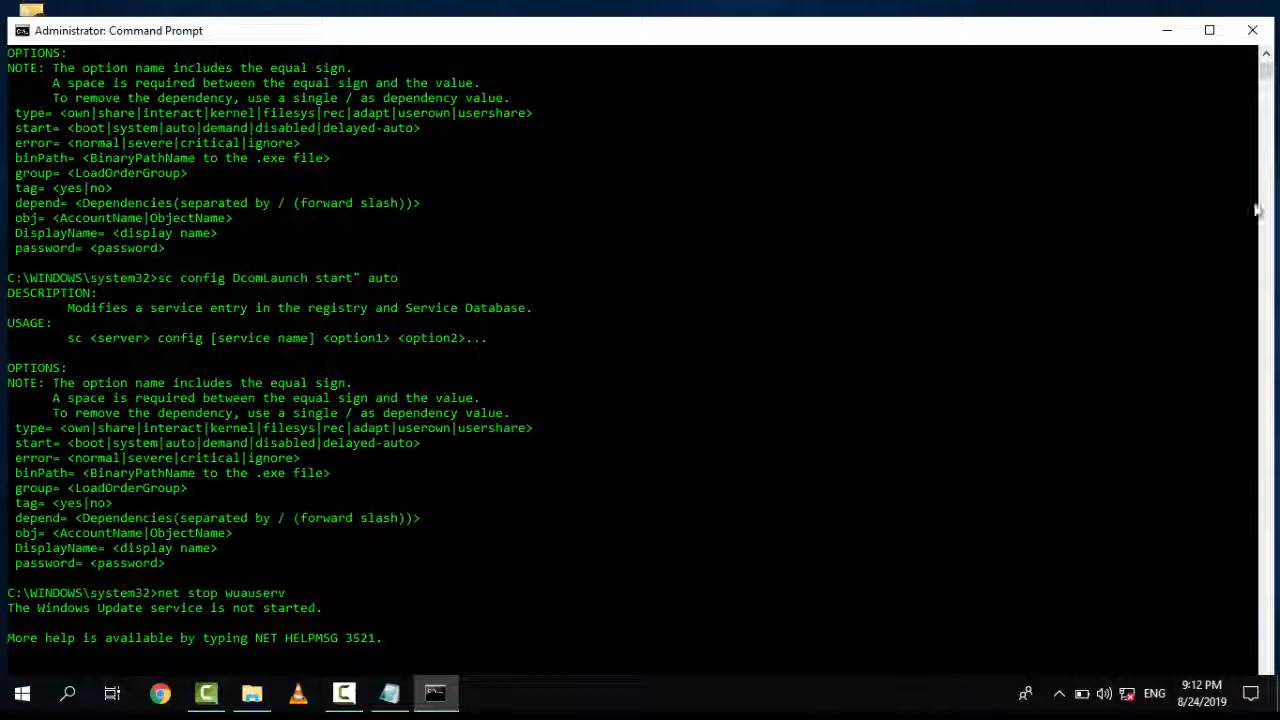 Administrator: Command Prompt
OPTIONS:
NOTE: The option name includes the equal sign.
A space is required between the equal sign and the value.
To remove the dependency, use a single / as dependency value.
type= <own|share|interact|kernel|filesys|rec|adapt|userown|usershare>
start= <boot|system|auto|demand|disabled|delayed-auto>
error= <normal|severe|critical|ignore>
binPath= <BinaryPathName to the .exe file>
group= <LoadOrderGroup>
tag= <yes|no>
depend= <Dependencies(separated by / (forward slash))>
obj= <AccountName|ObjectName>
DisplayName= <display name>
password= <password>
C:\WINDOWS\system32>sc config DcomLaunch start" auto
DESCRIPTION:
Modifies a service entry in the registry and Service Database.
USAGE:
sc <server> config [service name] <option1> <option2>...
OPTIONS:
NOTE: The option name includes the equal sign.
A space is required between the equal sign and the value.
To remove the dependency, use a single / as dependency value.
type= <own|share|interact|kernel|filesys|rec|adapt|userown|usershare>
start= <boot|system|auto|demand|disabled|delayed-auto>
error= <normal|severe|critical|ignore>
binPath= <BinaryPathName to the .exe file>
group= <LoadOrderGroup>
tag= <yes|no>
depend= <Dependencies(separated by / (forward slash))>
obj= <AccountName|ObjectName>
DisplayName= <display name>
password= <password>
C:\WINDOWS\system32>net stop wuauserv
The Windows Update service is not started.
More help is available by typing NET HELPMSG 3521.
ENG
9:12 PM
8/24/2019